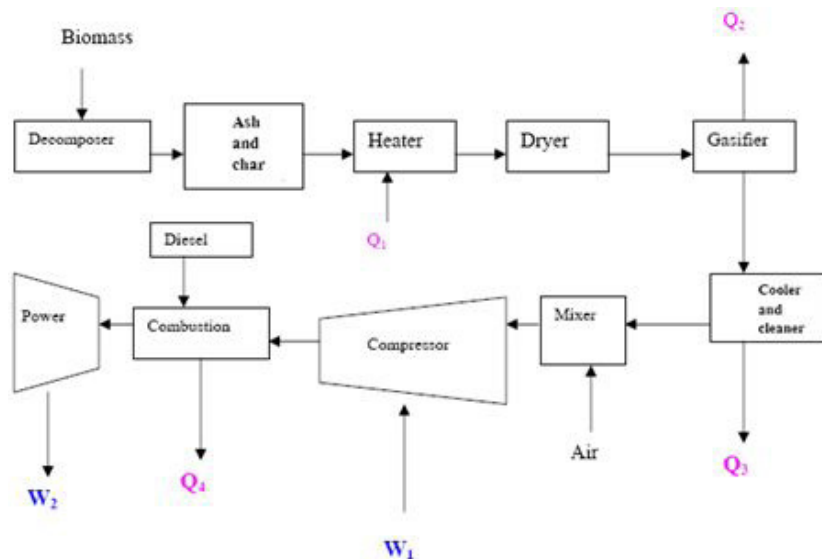 Biomass
Q2
Decomposer
Ash
and
char
Heater
Dryer
Gasifier
Q1
Diesel
Power
Combustion
Compressor
Mixer
Cooler
and
cleaner
Air
W2
Q4
W1
Q3